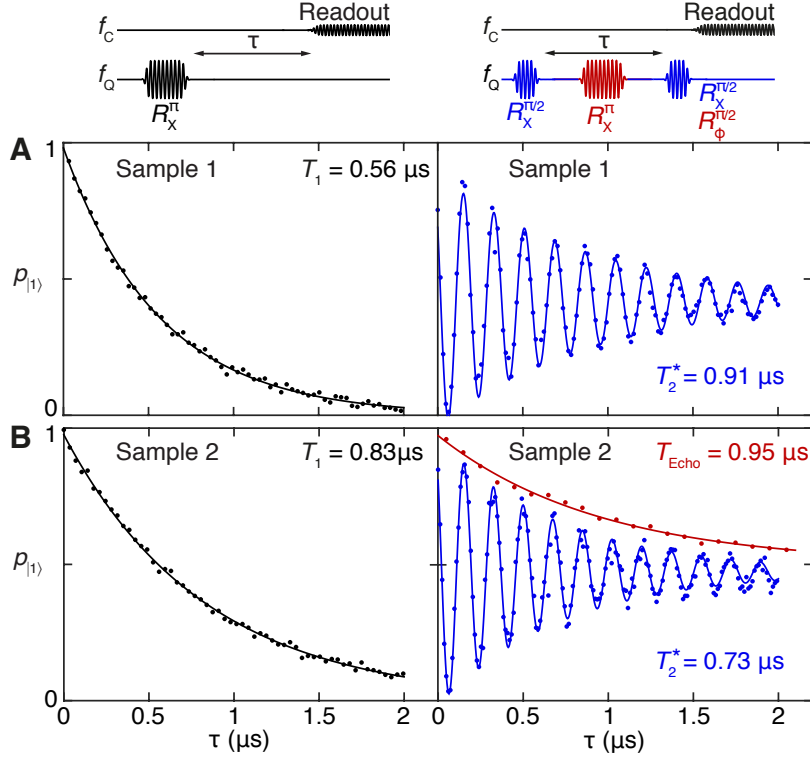 Readout Readout
f_C τ f_C τ
f_Q f_Q
R_X^π R_X^π/2 R_X^π R_X^π/2
R_ϕ^π/2
A 1 Sample 1 T_1 = 0.56 µs Sample 1
p_|1⟩
T_2^* = 0.91 µs
0
B 1 Sample 2 T_1 = 0.83µs Sample 2 T_Echo = 0.95 µs
p_|1⟩
T_2^* = 0.73 µs
0
0 0.5 1 1.5 2 0 0.5 1 1.5 2
τ (µs) τ (µs)